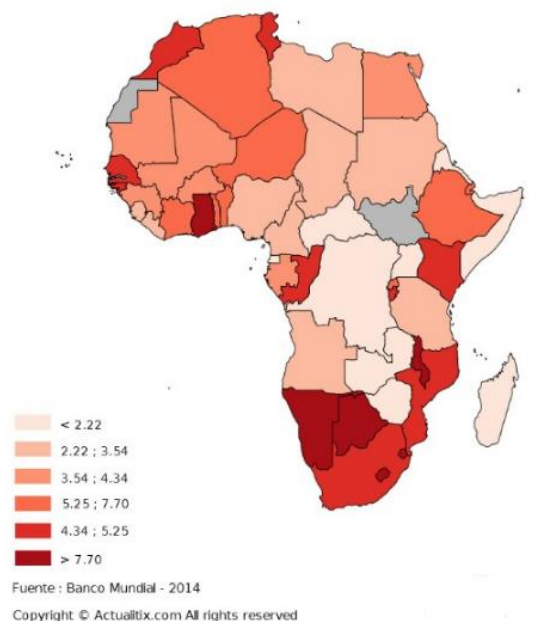 < 2.22
2.22 ; 3.54
3.54 ; 4.34
5.25 ; 7.70
4.34 ; 5.25
> 7.70
Fuente : Banco Mundial - 2014
Copyright © Actualitix.com All rights reserved